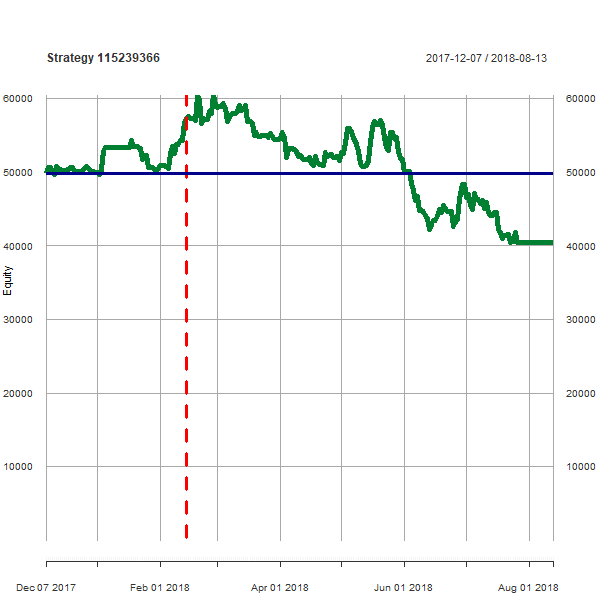 Strategy 115239366
2017-12-07 / 2018-08-13
60000
60000
50000
50000
40000
40000
Equity
30000
30000
20000
20000
10000
10000
Dec 07 2017
Feb 01 2018
Apr 01 2018
Jun 01 2018
Aug 01 2018